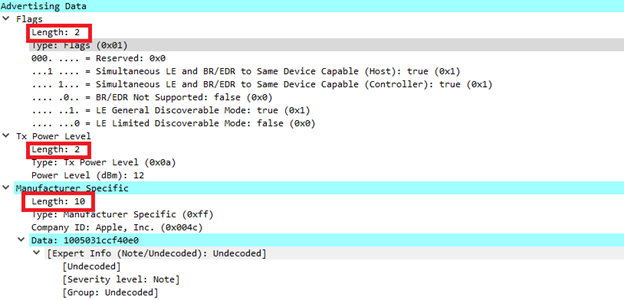 Advertising Data
Flags
Length: 2
Type: Flags (0x01)
000. .... = Reserved: 0x0
...1 .... = Simultaneous LE and BR/EDR to Same Device Capable (Host): true (0x1)
.... 1... = Simultaneous LE and BR/EDR to Same Device Capable (Controller): true (0x1)
.... .0.. = BR/EDR Not Supported: false (0x0)
.... ..1. = LE General Discoverable Mode: true (0x1)
.... ...0 = LE Limited Discoverable Mode: false (0x0)
Tx Power Level
Length: 2
Type: Tx Power Level (0x0a)
Power Level (dBm): 12
Manufacturer Specific
Length: 10
Type: Manufacturer Specific (0xff)
Company ID: Apple, Inc. (0x004c)
Data: 1005031ccf40e0
[Expert Info (Note/Undecoded): Undecoded]
[Undecoded]
[Severity level: Note]
[Group: Undecoded]